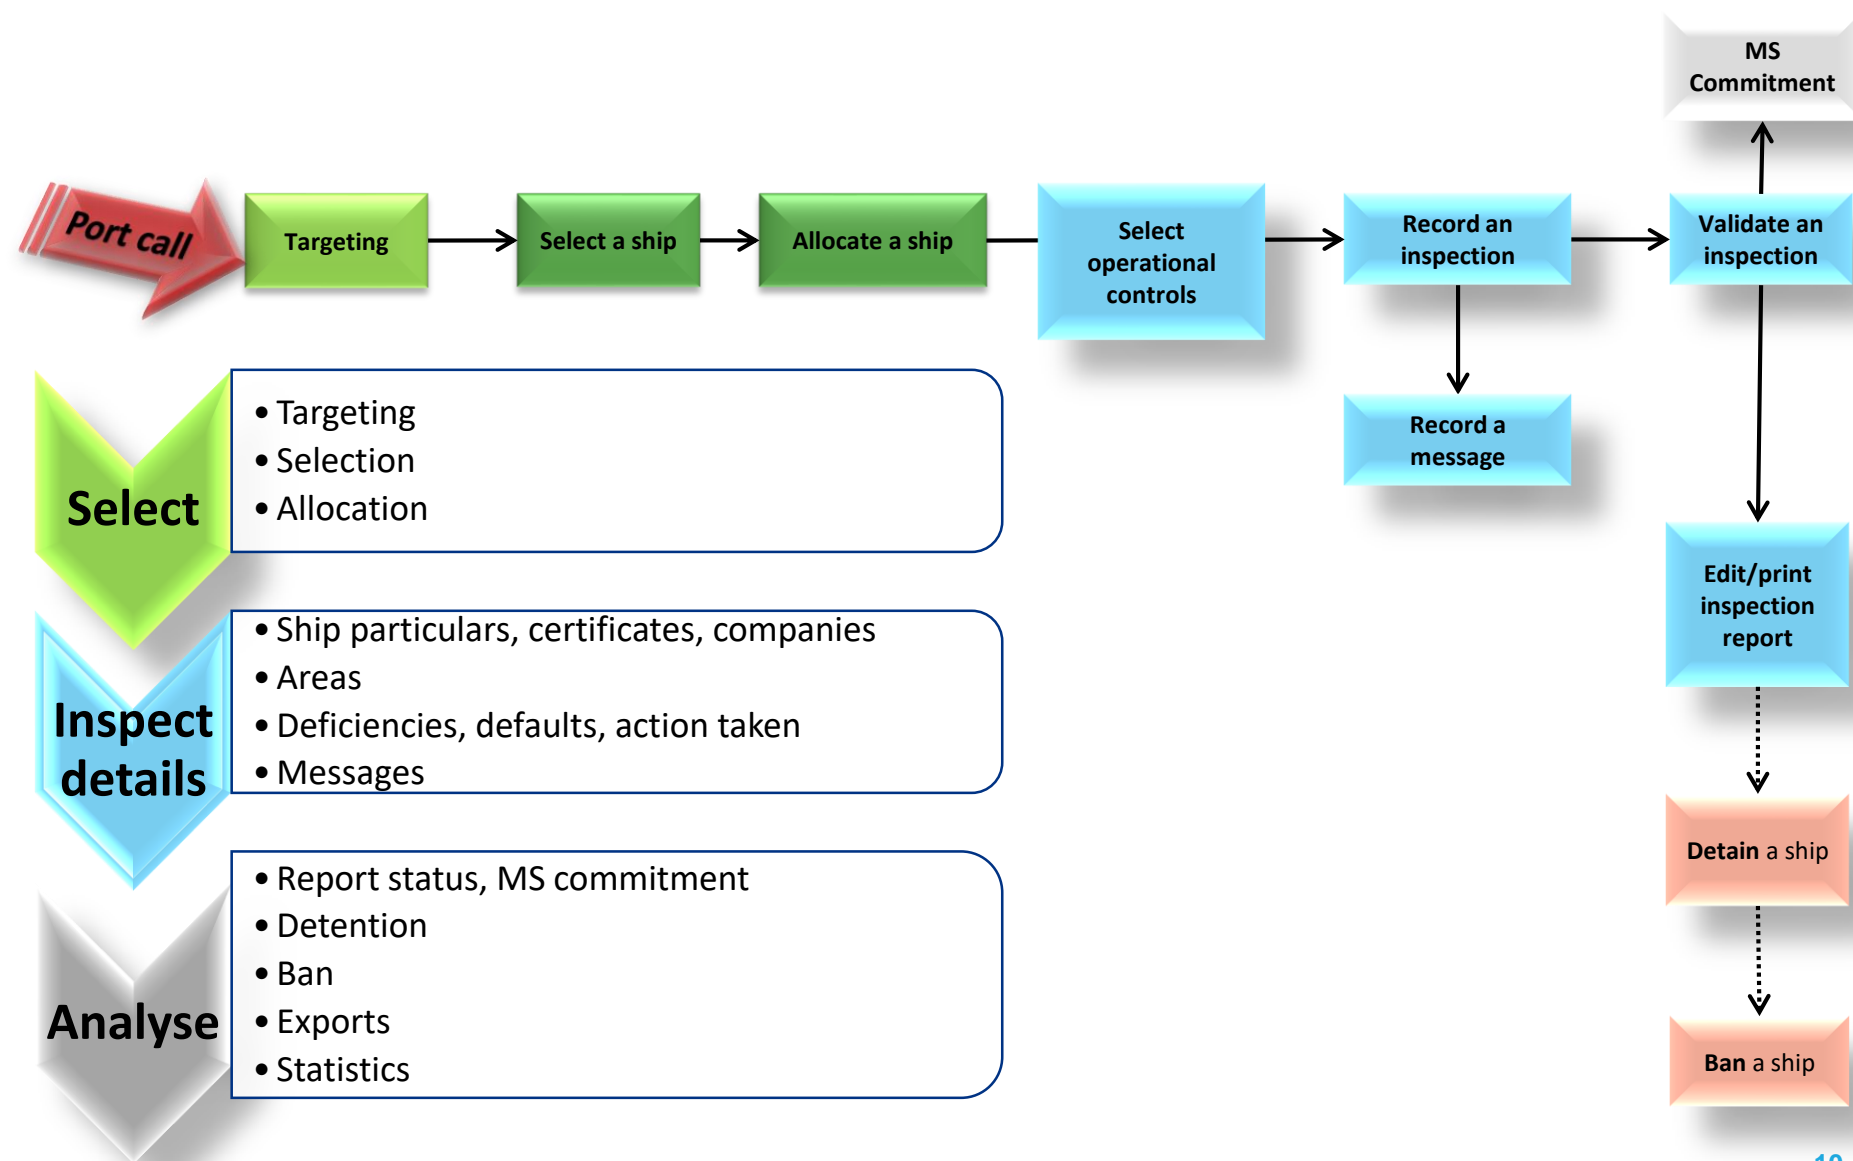 MS
Commitment
Port call
Targeting
Select a ship
Allocate a ship
Select
operational
controls
Record an
inspection
Validate an
inspection
Record a
message
Edit/print
inspection
report
Detain a ship
Ban a ship
Select
• Targeting
• Selection
• Allocation
Inspect
details
• Ship particulars, certificates, companies
• Areas
• Deficiencies, defaults, action taken
• Messages
Analyse
• Report status, MS commitment
• Detention
• Ban
• Exports
• Statistics